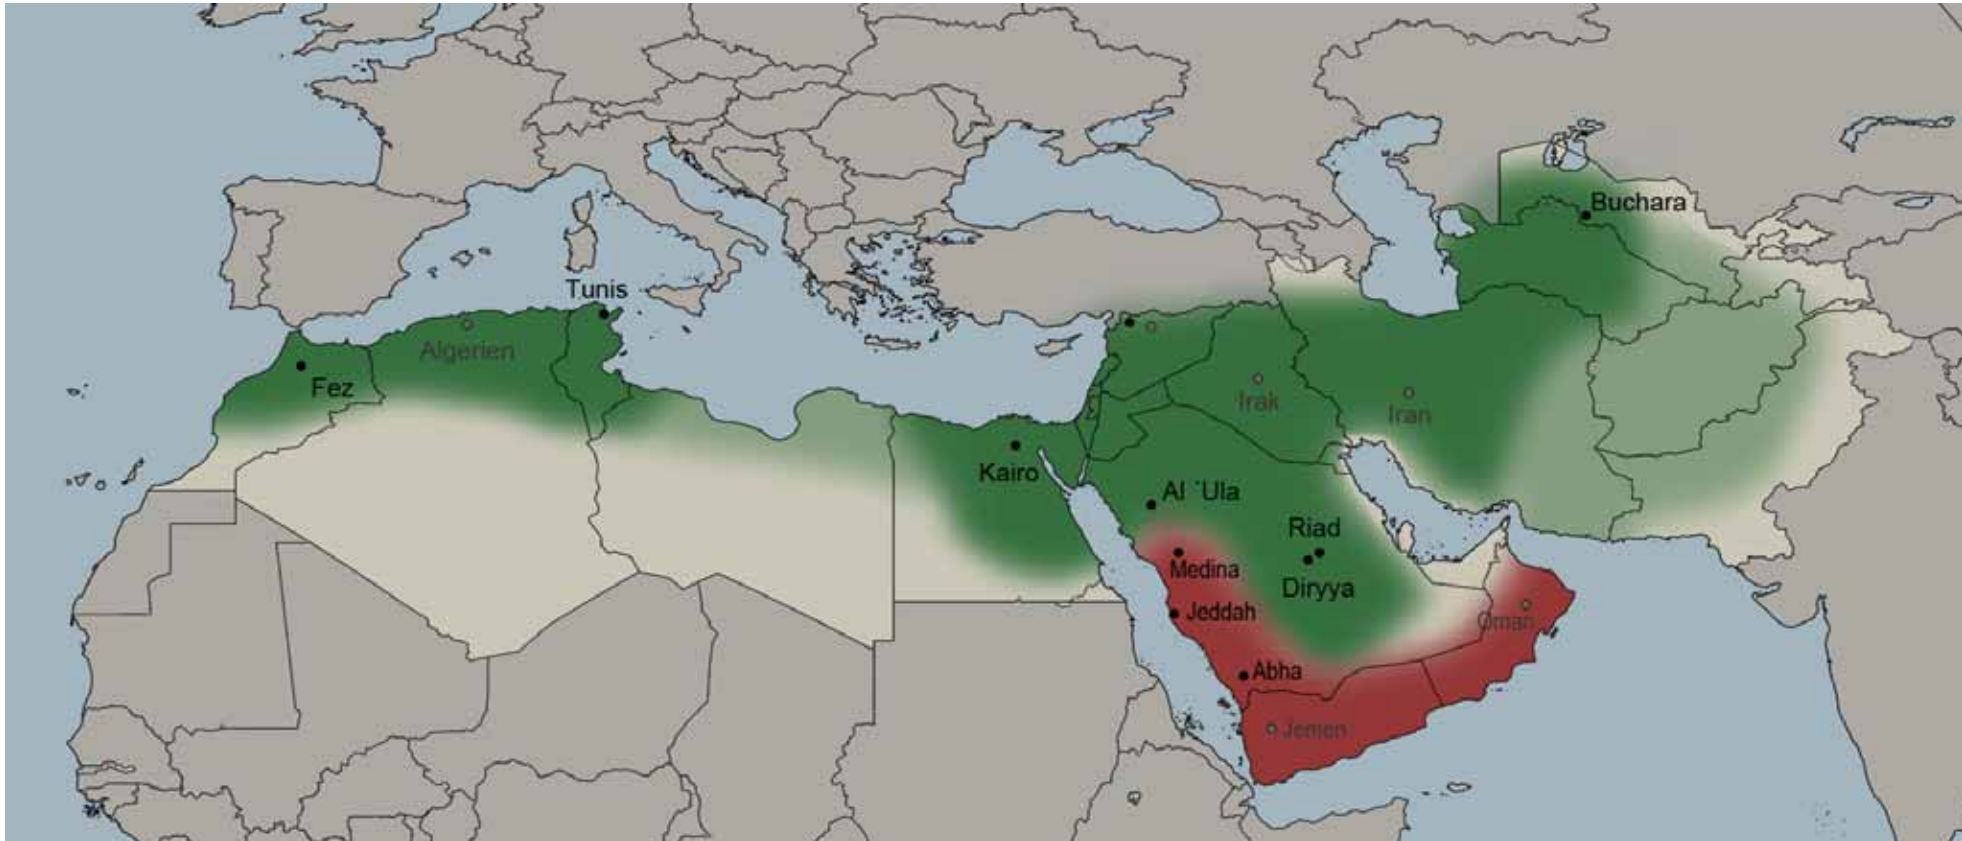 Buchara
Tunis
Algerien
Fez
Irak
Iran
Kairo
Al `Ula
Riad
Medina
Diryya
Jeddah
Oman
Abha
Jemen